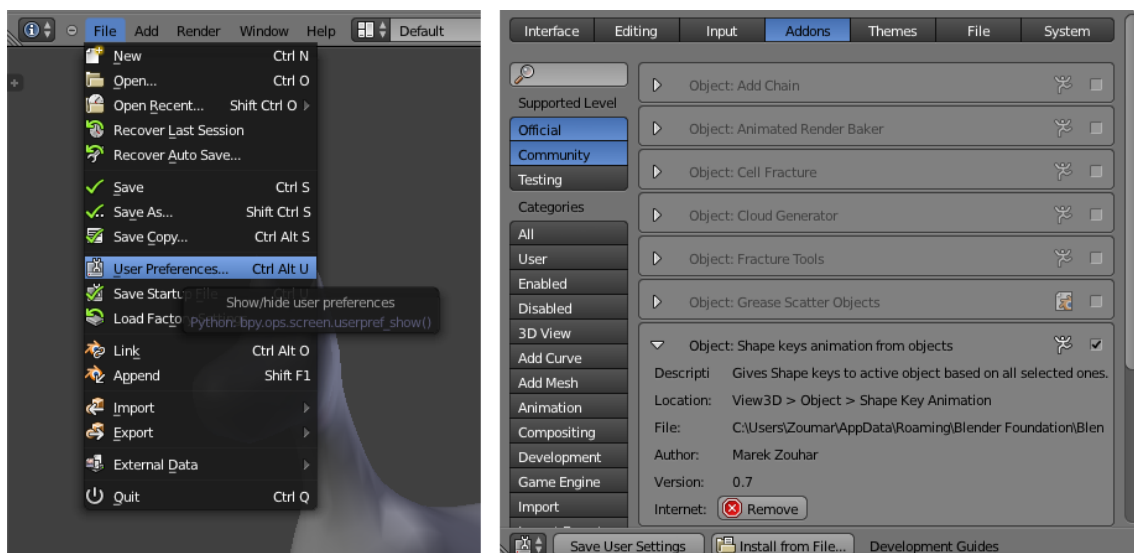 File Add Render Window Help Default
New Ctrl N
Open... Ctrl O
Open Recent... Shift Ctrl O
Recover Last Session
Recover Auto Save...
Save Ctrl S
Save As... Shift Ctrl S
Save Copy... Ctrl Alt S
User Preferences... Ctrl Alt U
Save Startup File Ctrl U
Show/hide user preferences
Load Facto
Python: bpy.ops.screen.userpref_show()
Link Ctrl Alt O
Append Shift F1
Import
Export
External Data
Quit Ctrl Q
Interface Editing Input Addons Themes File System
Supported Level
Official
Community
Testing
Categories
All
User
Enabled
Disabled
3D View
Add Curve
Add Mesh
Animation
Compositing
Development
Game Engine
Import
Object: Add Chain
Object: Animated Render Baker
Object: Cell Fracture
Object: Cloud Generator
Object: Fracture Tools
Object: Grease Scatter Objects
Object: Shape keys animation from objects
Descripti Gives Shape keys to active object based on all selected ones.
Location: View3D > Object > Shape Key Animation
File: C:\Users\Zoumar\AppData\Roaming\Blender Foundation\Blen
Author: Marek Zouhar
Version: 0.7
Internet: Remove
Save User Settings Install from File... Development Guides